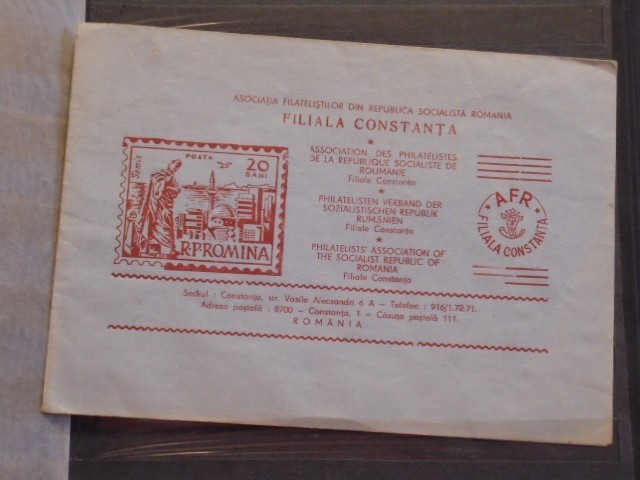 ASOCIAȚIA FILATELIȘTILOR DIN REPUBLICA SOCIALISTĂ ROMANIA
FILIALA CONSTANȚA
Tomis
POSTA
20
BANI
R.P.ROMINA
ASSOCIATION DES PHILATELISTES
DE LA REPUBLIQUE SOCIALISTE DE
ROUMANIE
Filiale Constanța
PHILATELISTEN VERBAND DER
SOZIALISTISCHEN REPUBLIK
RUMÄNIEN
Filiale Constanța
PHILATELISTS' ASSOCIATION OF
THE SOCIALIST REPUBLIC OF
ROMANIA
Filiale Constanța
AFR
FILIALA CONSTANȚA
Sediul : Constanța, str. Vasile Alecsandri 6 A – Telefon : 916/1.72.71.
Adresa poștală : 8700 – Constanța, 1 – Căsuța poștală 111.
ROMÂNIA